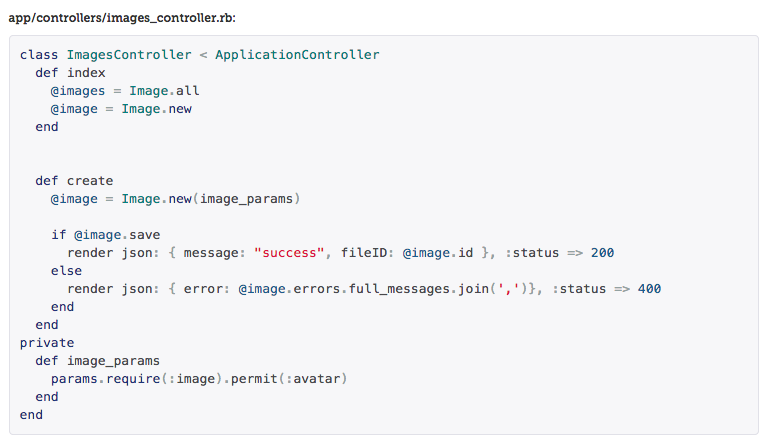 app/controllers/images_controller.rb:
class ImagesController < ApplicationController
  def index
    @images = Image.all
    @image = Image.new
  end

  def create
    @image = Image.new(image_params)

    if @image.save
      render json: { message: "success", fileID: @image.id }, :status => 200
    else
      render json: { error: @image.errors.full_messages.join(',')}, :status => 400
    end
  end
private
  def image_params
    params.require(:image).permit(:avatar)
  end
end